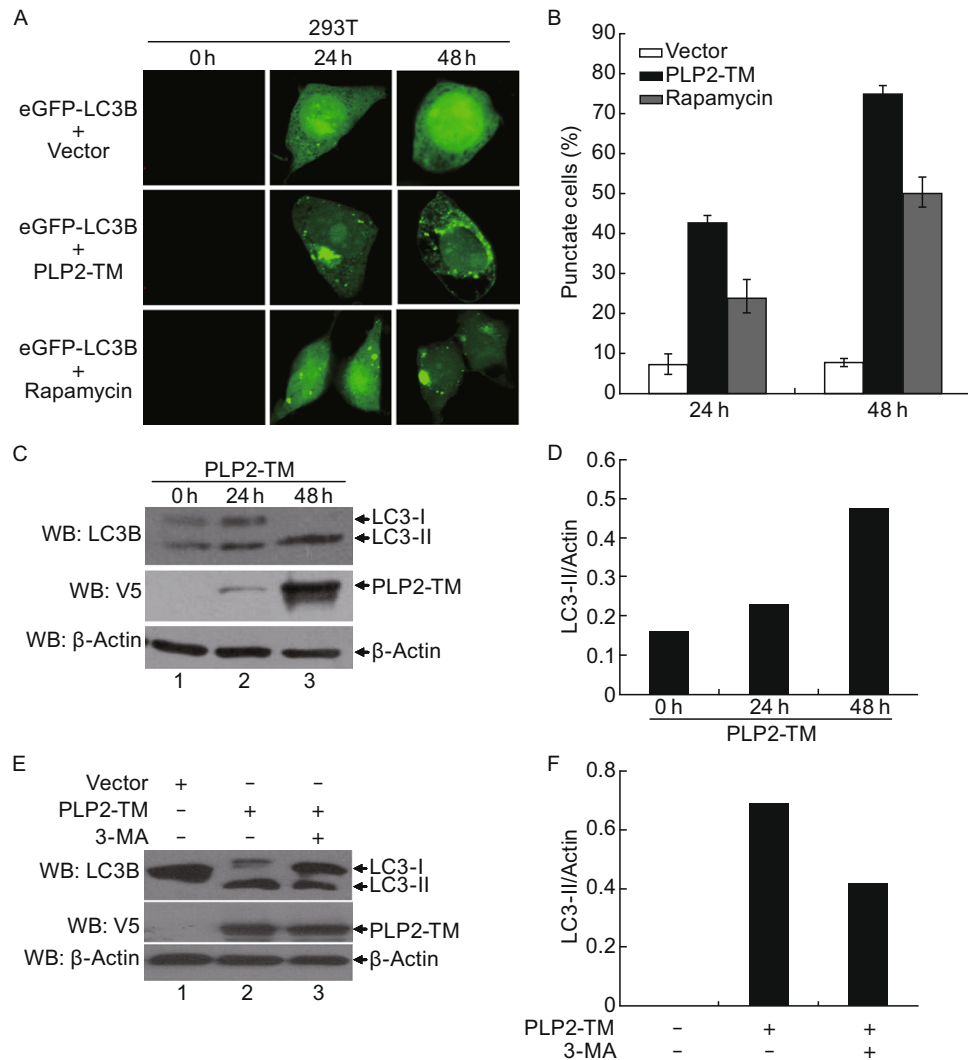 A
293T
0 h 24 h 48 h
eGFP-LC3B
+
Vector
eGFP-LC3B
+
PLP2-TM
eGFP-LC3B
+
Rapamycin
B
Vector
PLP2-TM
Rapamycin
Punctate cells (%)
90
80
70
60
50
40
30
20
10
0
24 h 48 h
C
PLP2-TM
0 h 24 h 48 h
WB: LC3B
LC3-I
LC3-II
WB: V5
PLP2-TM
WB: β-Actin
β-Actin
1 2 3
D
LC3-II/Actin
0.6
0.5
0.4
0.3
0.2
0.1
0
0 h 24 h 48 h
PLP2-TM
E
Vector + – –
PLP2-TM – + +
3-MA – – +
WB: LC3B
LC3-I
LC3-II
WB: V5
PLP2-TM
WB: β-Actin
β-Actin
1 2 3
F
LC3-II/Actin
0.8
0.6
0.4
0.2
0
PLP2-TM – + +
3-MA – – +